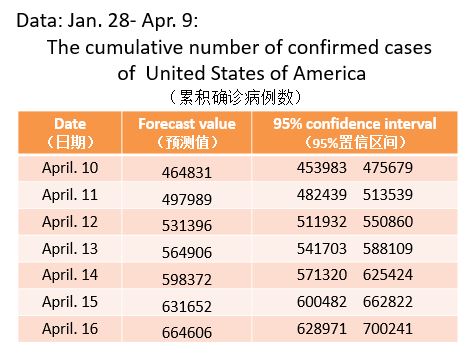 Data: Jan. 28- Apr. 9:
The cumulative number of confirmed cases
of United States of America
（累积确诊病例数）
Date Forecast value 95% confidence interval
（日期） （预测值） （95%置信区间）
April. 10 464831 453983 475679
April. 11 497989 482439 513539
April. 12 531396 511932 550860
April. 13 564906 541703 588109
April. 14 598372 571320 625424
April. 15 631652 600482 662822
April. 16 664606 628971 700241